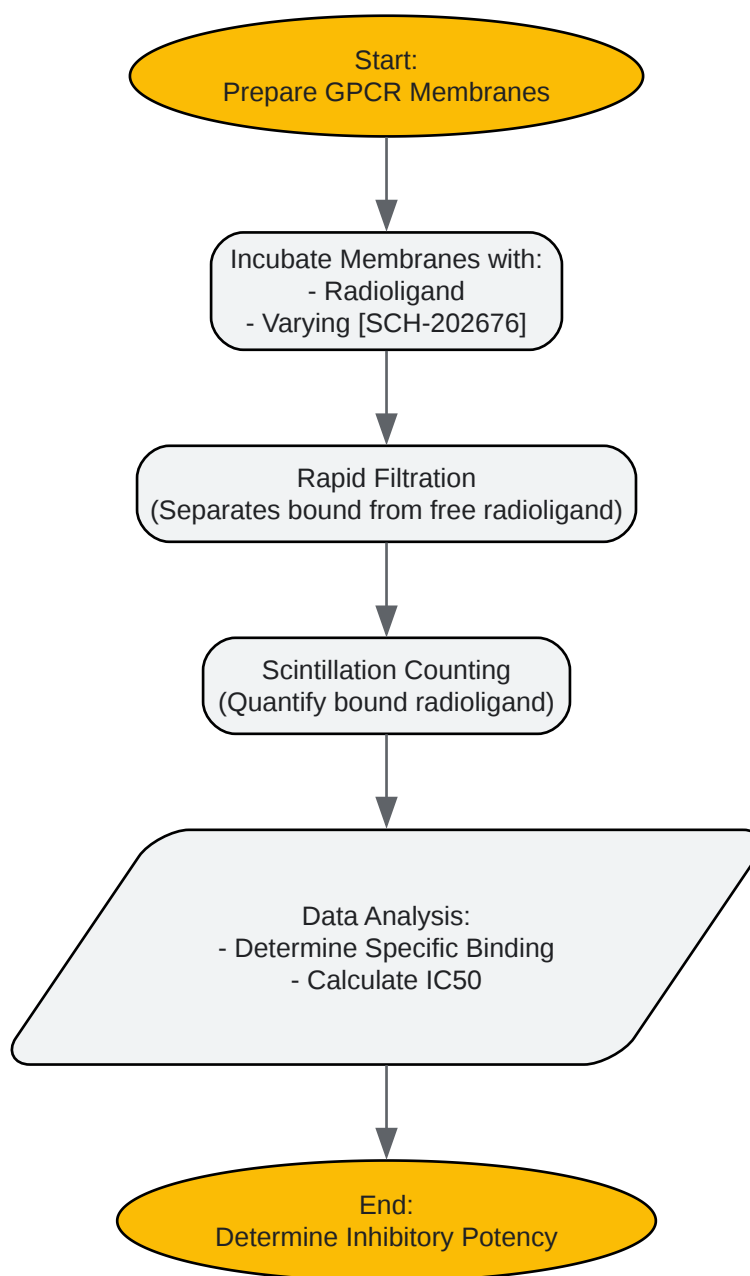 Start:
Prepare GPCR Membranes
Incubate Membranes with:
- Radioligand
- Varying [SCH-202676]
Rapid Filtration
(Separates bound from free radioligand)
Scintillation Counting
(Quantify bound radioligand)
Data Analysis:
- Determine Specific Binding
- Calculate IC50
End:
Determine Inhibitory Potency